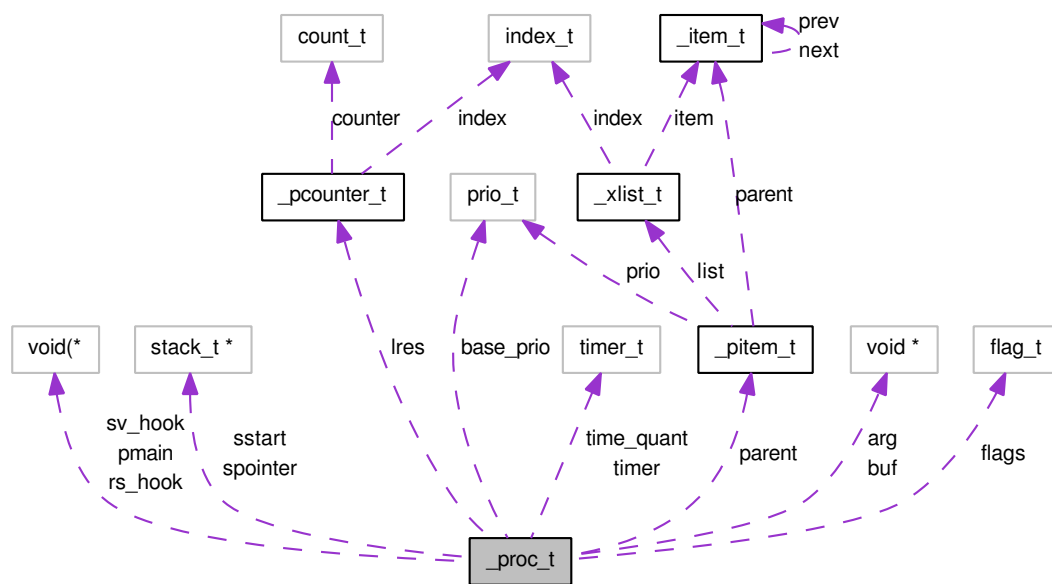 count_t
index_t
_item_t
prev
next
counter
index
index
item
_pcounter_t
prio_t
_xlist_t
parent
prio
list
void(*
stack_t *
lres
base_prio
timer_t
_pitem_t
void *
flag_t
sv_hook
pmain
rs_hook
sstart
spointer
time_quant
timer
parent
arg
buf
flags
_proc_t